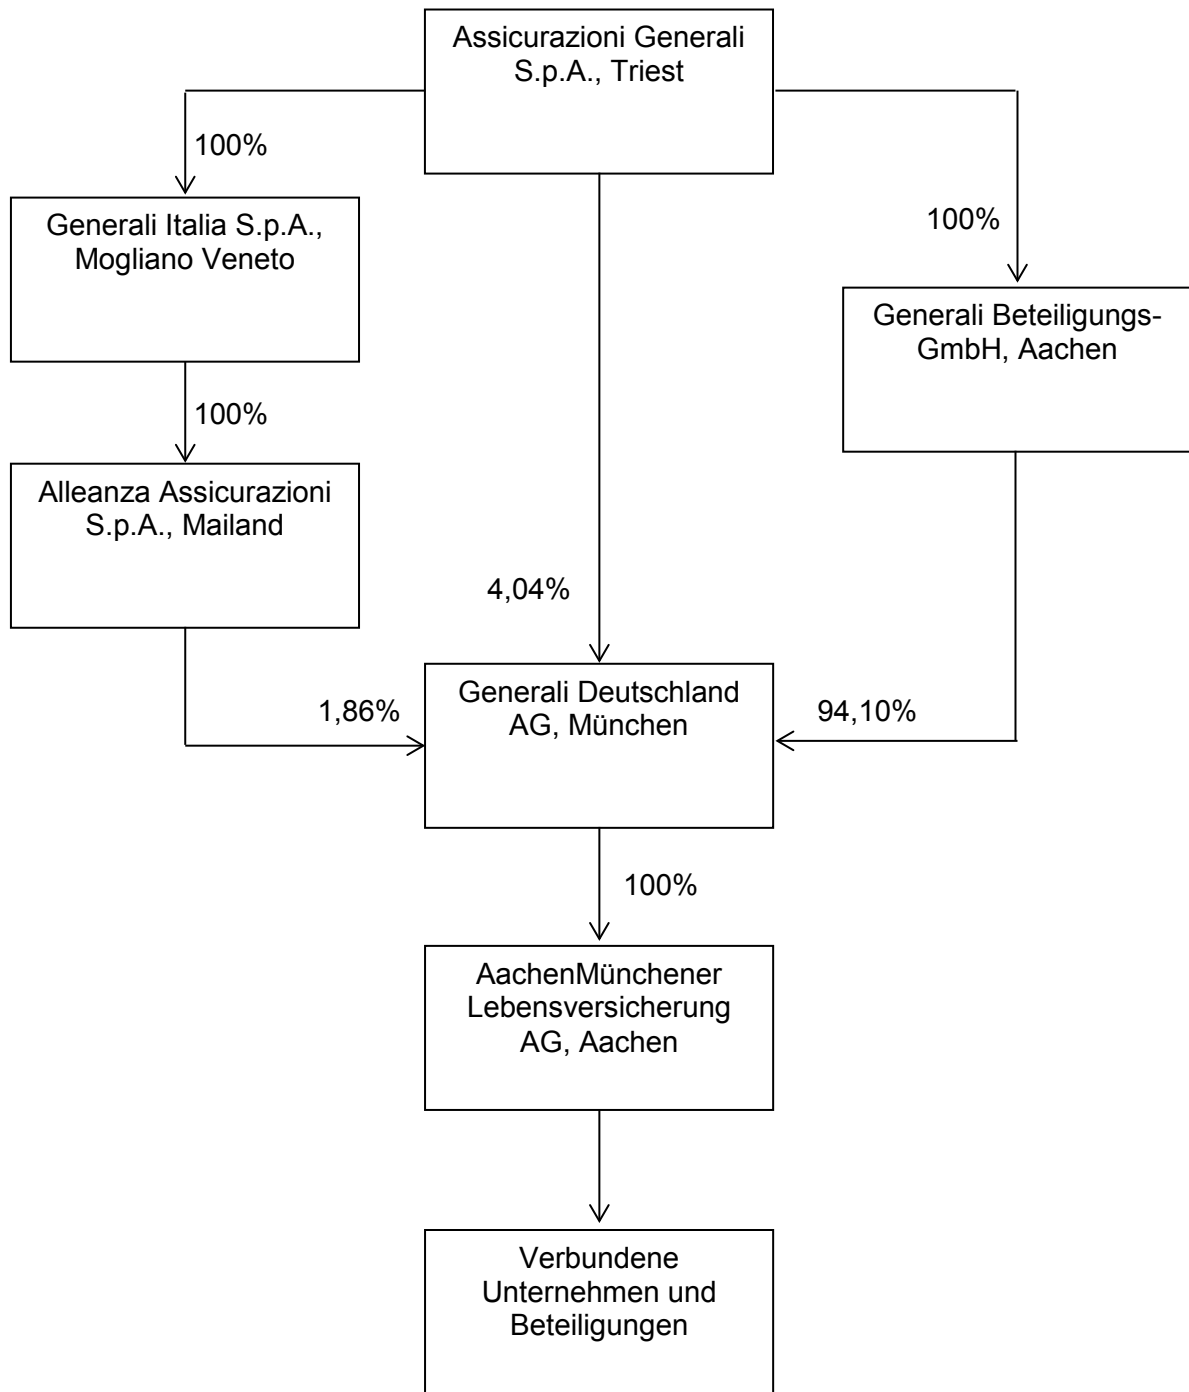 Assicurazioni Generali
S.p.A., Triest
100%
Generali Italia S.p.A.,
Mogliano Veneto
100%
Generali Beteiligungs-
GmbH, Aachen
100%
Alleanza Assicurazioni
S.p.A., Mailand
4,04%
1,86%
Generali Deutschland
AG, München
94,10%
100%
AachenMünchener
Lebensversicherung
AG, Aachen
Verbundene
Unternehmen und
Beteiligungen